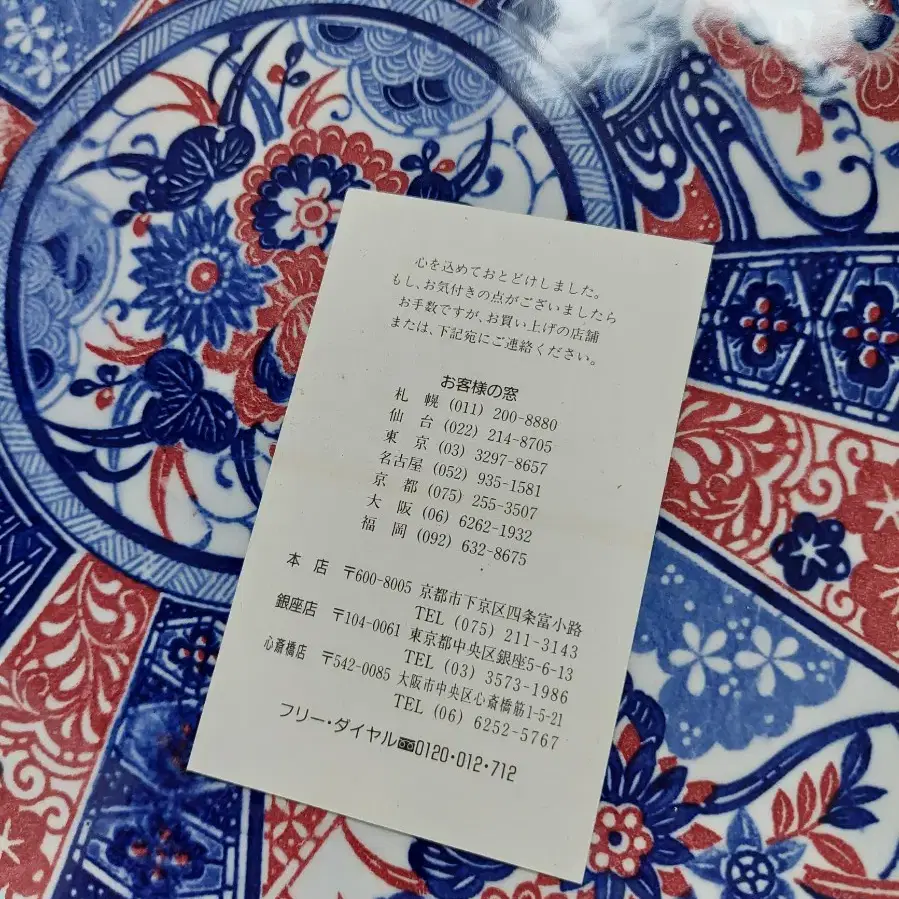 心を込めておとどけしました。
もし、お気付きの点がございましたら
お手数ですが、お買い上げの店舗
または、下記宛にご連絡ください。
お客様の窓
札幌 (011) 200-8880
仙台 (022) 214-8705
東京 (03) 3297-8657
名古屋 (052) 935-1581
京都 (075) 255-3507
大阪 (06) 6262-1932
福岡 (092) 632-8675
本店 〒600-8005 京都市下京区四条富小路
TEL (075) 211-3143
銀座店 〒104-0061 東京都中央区銀座5-6-13
TEL (03) 3573-1986
心斎橋店 〒542-0085 大阪市中央区心斎橋筋1-5-21
TEL (06) 6252-5767
フリー・ダイヤル 0120・012・712